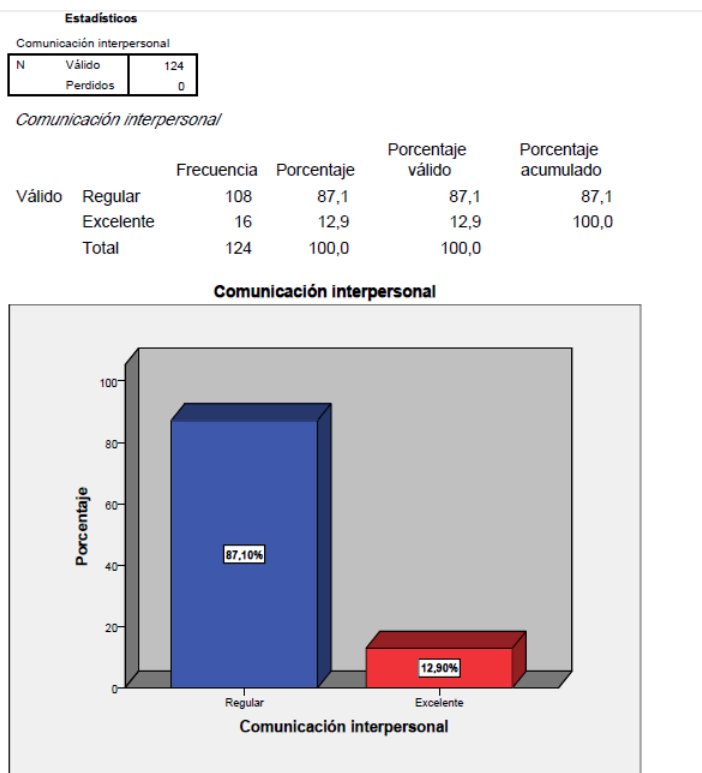 Estadísticos
Comunicación interpersonal
N Válido 124
Perdidos 0
Comunicación interpersonal
Frecuencia Porcentaje Porcentaje válido Porcentaje acumulado
Válido Regular 108 87,1 87,1 87,1
Excelente 16 12,9 12,9 100,0
Total 124 100,0 100,0
Comunicación interpersonal
100
80
60
40
20
0
Porcentaje
87,10%
12,90%
Regular Excelente
Comunicación interpersonal